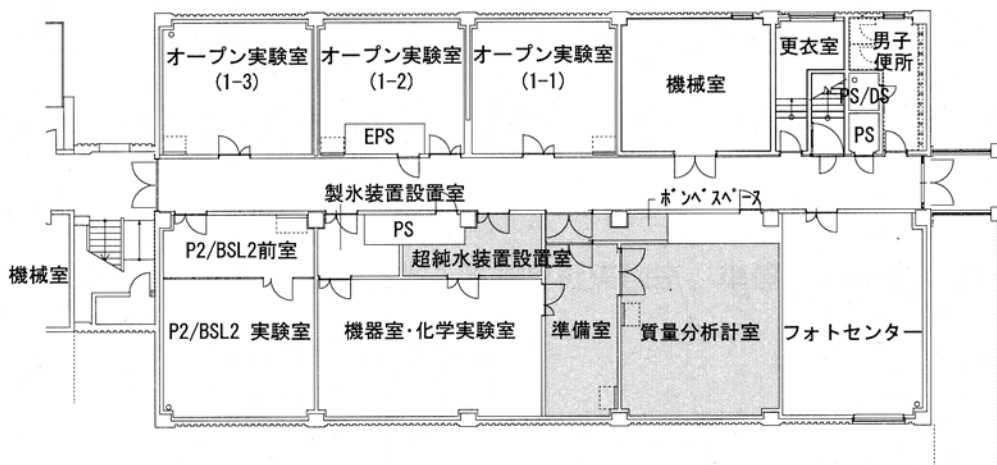 オープン実験室
(1-3)
オープン実験室
(1-2)
オープン実験室
(1-1)
機械室
更衣室
男子
便所
PS/DS
EPS
PS
製氷装置設置室
ボンベスペース
PS
P2/BSL2前室
超純水装置設置室
機械室
P2/BSL2 実験室
機器室・化学実験室
準備室
質量分析計室
フォトセンター